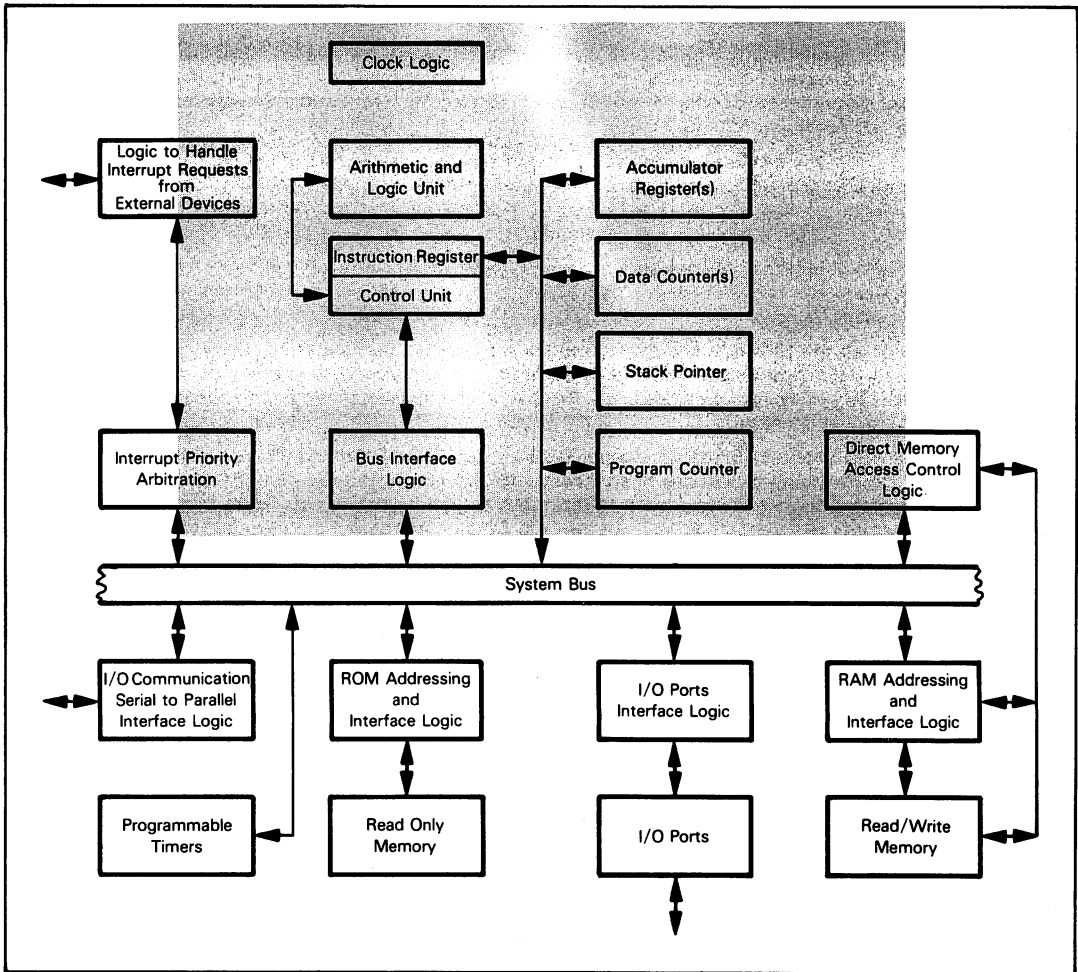 Clock Logic
Logic to Handle
Interrupt Requests
from
External Devices
Arithmetic and
Logic Unit
Accumulator
Register(s)
Instruction Register
Control Unit
Data Counter(s)
Stack Pointer
Interrupt Priority
Arbitration
Bus Interface
Logic
Program Counter
Direct Memory
Access Control
Logic
System Bus
I/O Communication
Serial to Parallel
Interface Logic
ROM Addressing
and
Interface Logic
I/O Ports
Interface Logic
RAM Addressing
and
Interface Logic
Programmable
Timers
Read Only
Memory
I/O Ports
Read/Write
Memory